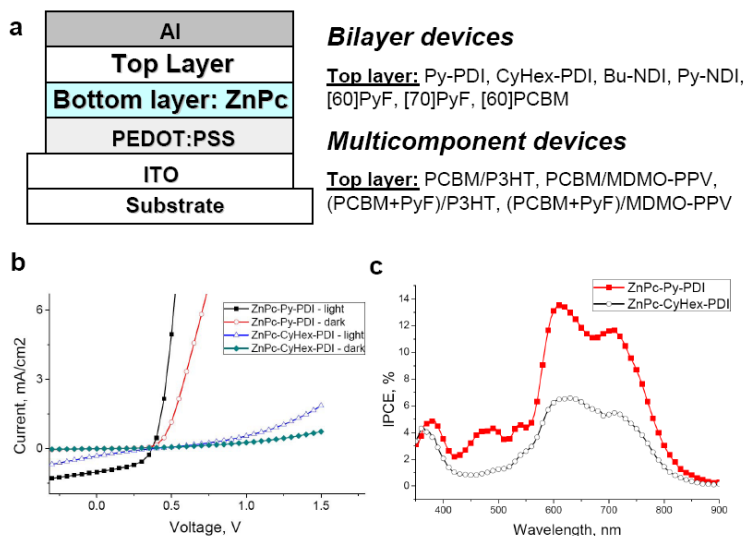 a
Al
Top Layer
Bottom layer: ZnPc
PEDOT:PSS
ITO
Substrate
Bilayer devices
Top layer: Py-PDI, CyHex-PDI, Bu-NDI, Py-NDI,
[60]PyF, [70]PyF, [60]PCBM
Multicomponent devices
Top layer: PCBM/P3HT, PCBM/MDMO-PPV,
(PCBM+PyF)/P3HT, (PCBM+PyF)/MDMO-PPV
b
ZnPc-Py-PDI - light
ZnPc-Py-PDI - dark
ZnPc-CyHex-PDI - light
ZnPc-CyHex-PDI - dark
Current, mA/cm2
6
3
0
0.0 0.5 1.0 1.5
Voltage, V
c
ZnPc-Py-PDI
ZnPc-CyHex-PDI
IPCE, %
14
12
10
8
6
4
2
0
400 500 600 700 800 900
Wavelength, nm